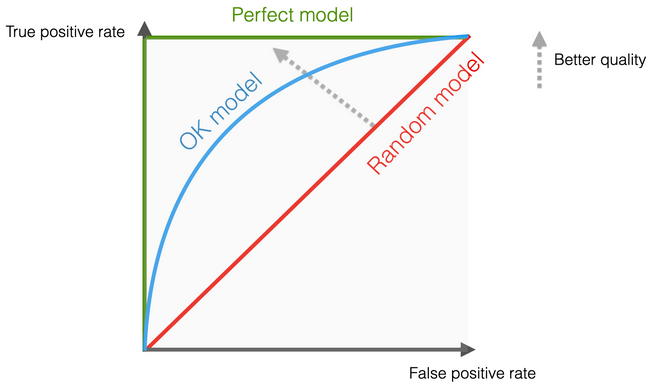 Perfect model
True positive rate
Better quality
OK model
Random model
False positive rate